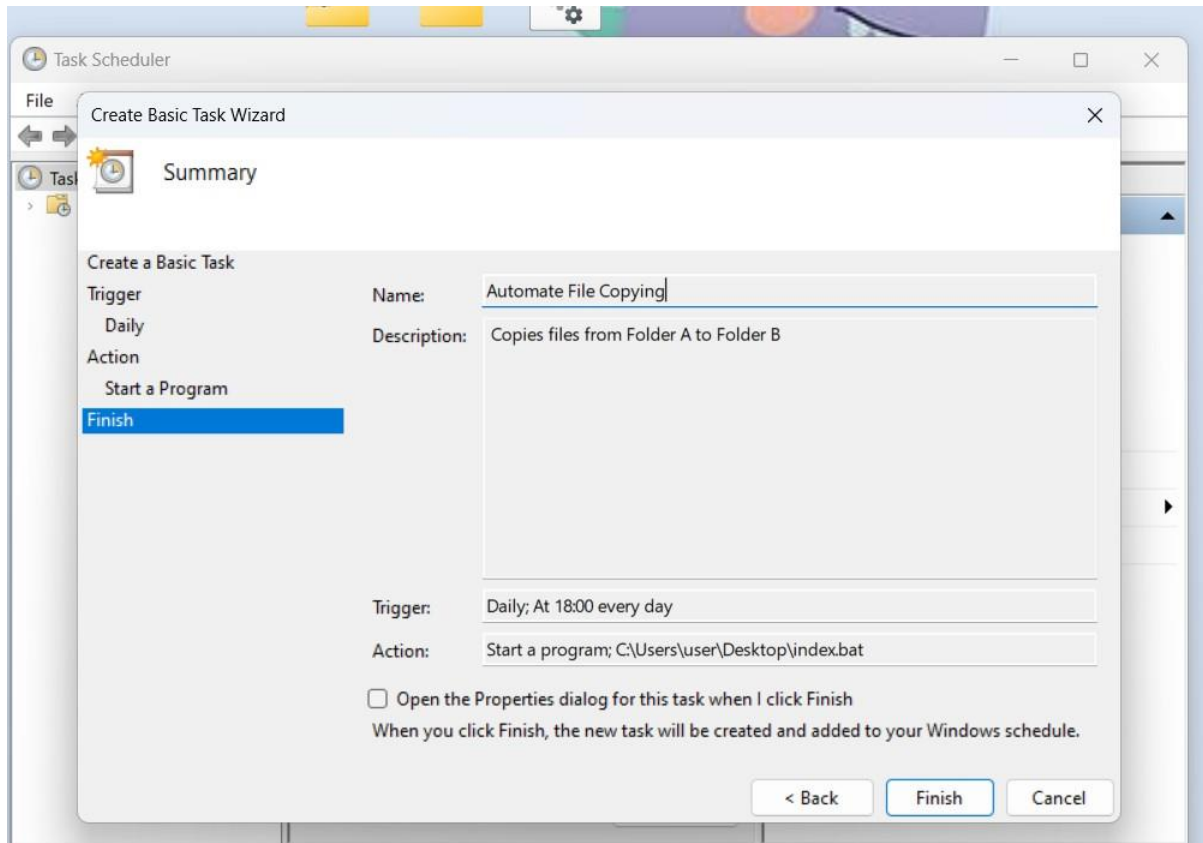 Task Scheduler
File
Create Basic Task Wizard
Task
Summary
Create a Basic Task
Trigger
Daily
Action
Start a Program
Finish
Name: Automate File Copying
Description: Copies files from Folder A to Folder B
Trigger: Daily; At 18:00 every day
Action: Start a program; C:\Users\user\Desktop\index.bat
Open the Properties dialog for this task when I click Finish
When you click Finish, the new task will be created and added to your Windows schedule.
< Back Finish Cancel